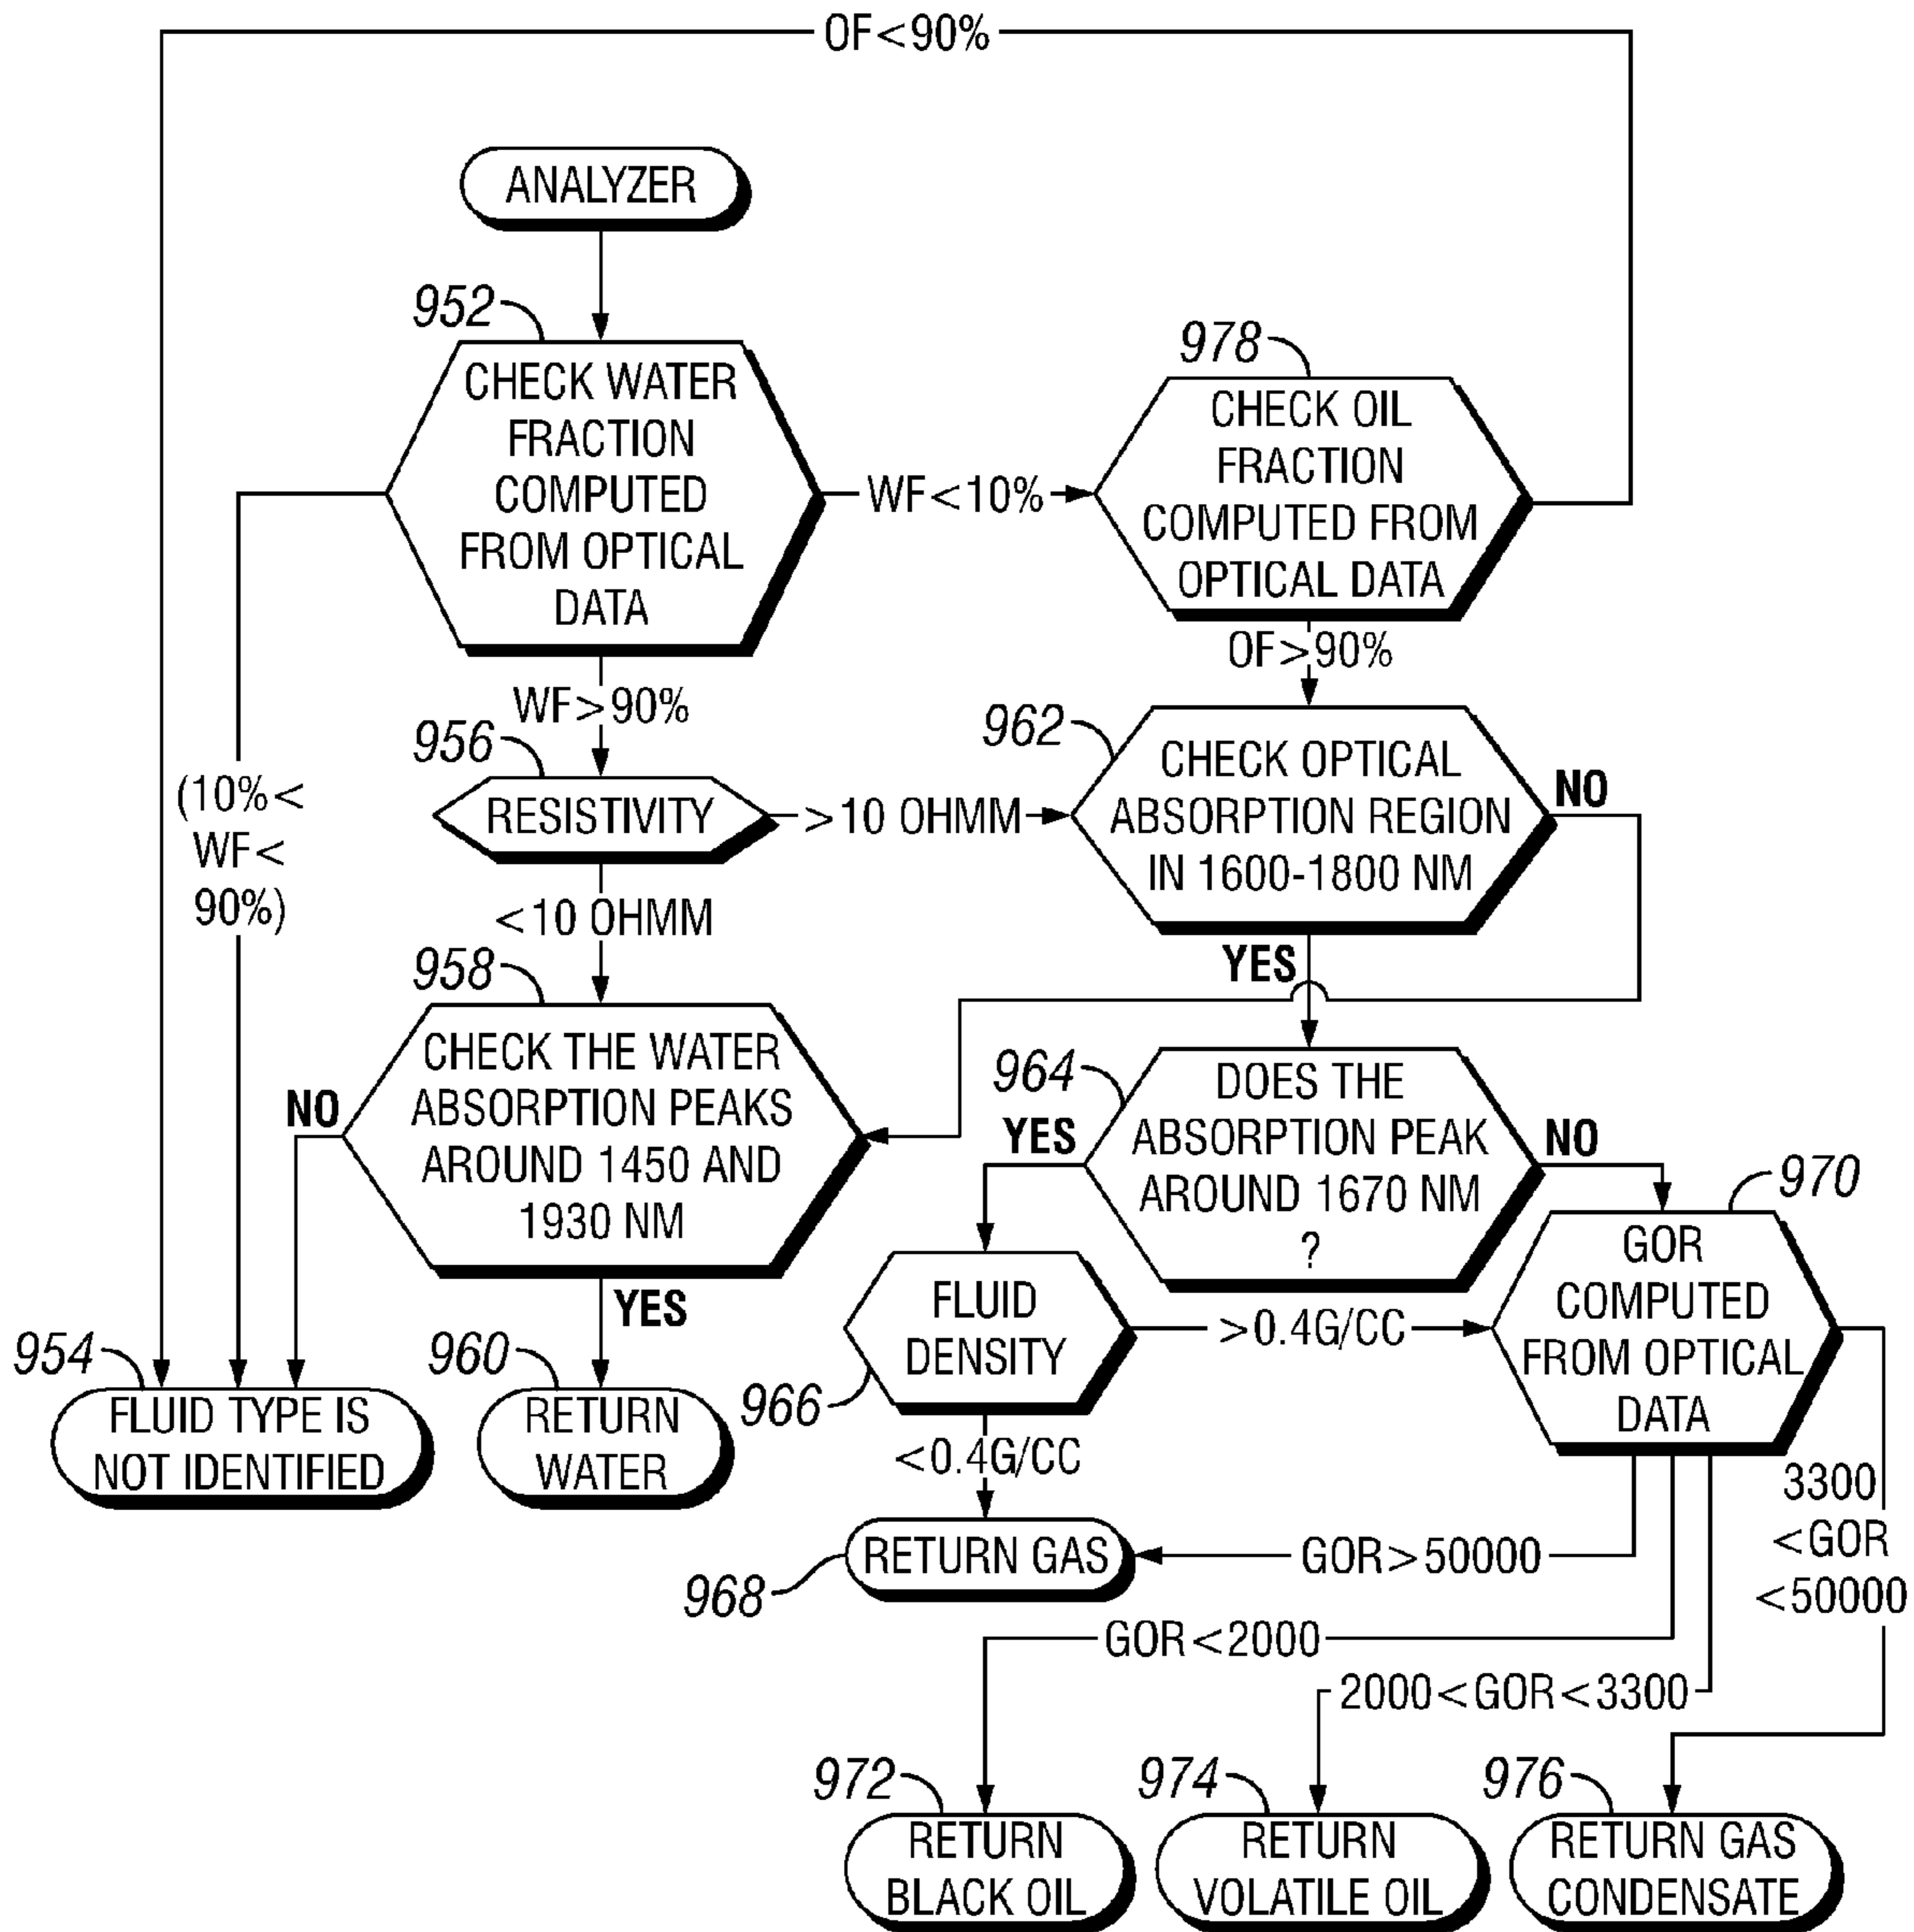 OF<90%
ANALYZER
952
CHECK WATER
FRACTION
COMPUTED
FROM OPTICAL
DATA
WF<10%
978
CHECK OIL
FRACTION
COMPUTED FROM
OPTICAL DATA
OF>90%
WF>90%
(10%<
WF<
90%)
956
RESISTIVITY
>10 OHMM
962
CHECK OPTICAL
ABSORPTION REGION
IN 1600-1800 NM
NO
YES
<10 OHMM
958
CHECK THE WATER
ABSORPTION PEAKS
AROUND 1450 AND
1930 NM
NO
YES
964
DOES THE
ABSORPTION PEAK
AROUND 1670 NM
?
YES
NO
970
GOR
COMPUTED
FROM OPTICAL
DATA
FLUID
DENSITY
966
>0.4G/CC
<0.4G/CC
954
FLUID TYPE IS
NOT IDENTIFIED
960
RETURN
WATER
RETURN GAS
968
GOR>50000
3300
<GOR
<50000
GOR<2000
2000<GOR<3300
972
RETURN
BLACK OIL
974
RETURN
VOLATILE OIL
976
RETURN GAS
CONDENSATE